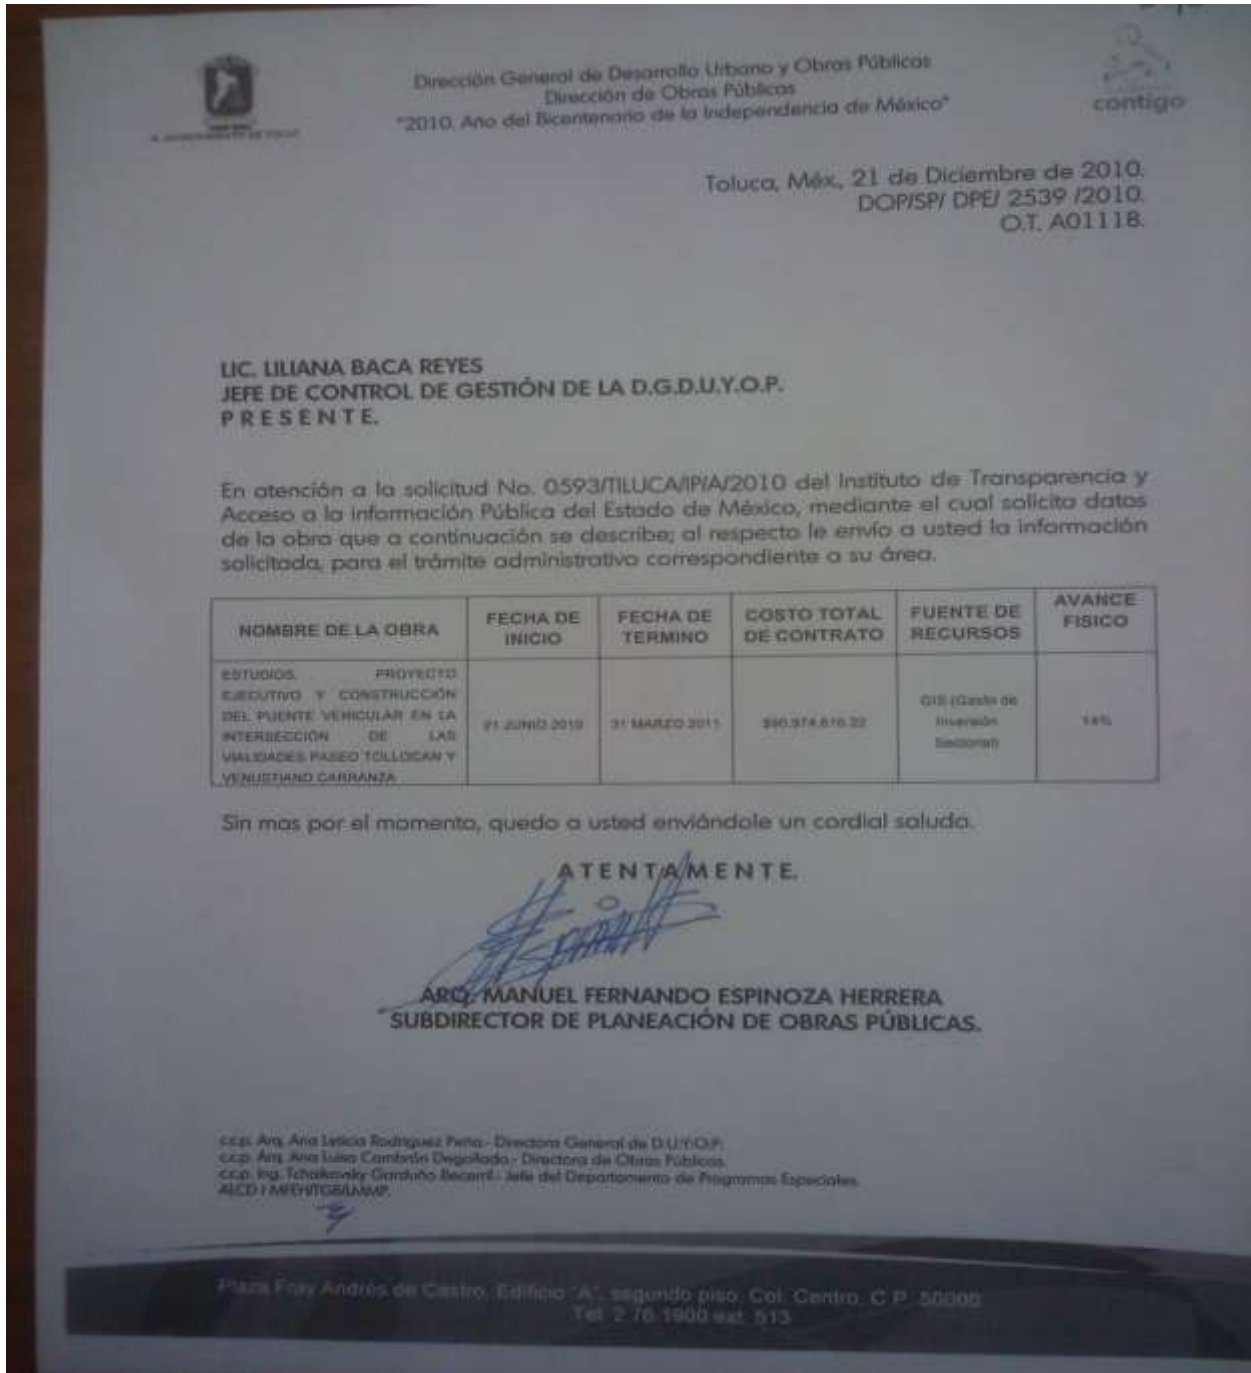 Dirección General de Desarrollo Urbano y Obras Públicas
Dirección de Obras Públicas
"2010, Año del Bicentenario de la Independencia de México"
contigo
Toluca, Méx., 21 de Diciembre de 2010.
DOP/SP/ DPE/ 2539 /2010.
O.T. A01118.
LIC. LILIANA BACA REYES
JEFE DE CONTROL DE GESTIÓN DE LA D.G.D.U.Y.O.P.
P R E S E N T E.
En atención a la solicitud No. 0593/TILUCA/IP/A/2010 del Instituto de Transparencia y
Acceso a la Información Pública del Estado de México, mediante el cual solicita datos
de la obra que a continuación se describe; al respecto le envío a usted la información
solicitada, para el trámite administrativo correspondiente a su área.
NOMBRE DE LA OBRA
FECHA DE INICIO
FECHA DE TERMINO
COSTO TOTAL DE CONTRATO
FUENTE DE RECURSOS
AVANCE FISICO
ESTUDIOS, PROYECTO
EJECUTIVO Y CONSTRUCCIÓN
DEL PUENTE VEHICULAR EN LA
INTERSECCIÓN DE LAS
VIALIDADES PASEO TOLLOCAN Y
VENUSTIANO CARRANZA
21 JUNIO 2010
31 MARZO 2011
GIS (Gasto de
Inversión
Sectorial)
Sin mas por el momento, quedo a usted enviándole un cordial saludo.
A T E N T A M E N T E.
ARQ. MANUEL FERNANDO ESPINOZA HERRERA
SUBDIRECTOR DE PLANEACIÓN DE OBRAS PÚBLICAS.
c.c.p. Arq. Ana Leticia Rodríguez Peña.- Directora General de D.U.Y.O.P.
c.c.p. Arq. Ana Luisa Cambrón Degollado.- Directora de Obras Públicas.
c.c.p. Ing. Tchaikovsky Garduño Becerril.- Jefe del Departamento de Programas Especiales.
Plaza Fray Andrés de Castro, Edificio "A", segundo piso, Col. Centro, C.P. 50000
Tel. 2 76 1900 ext. 513